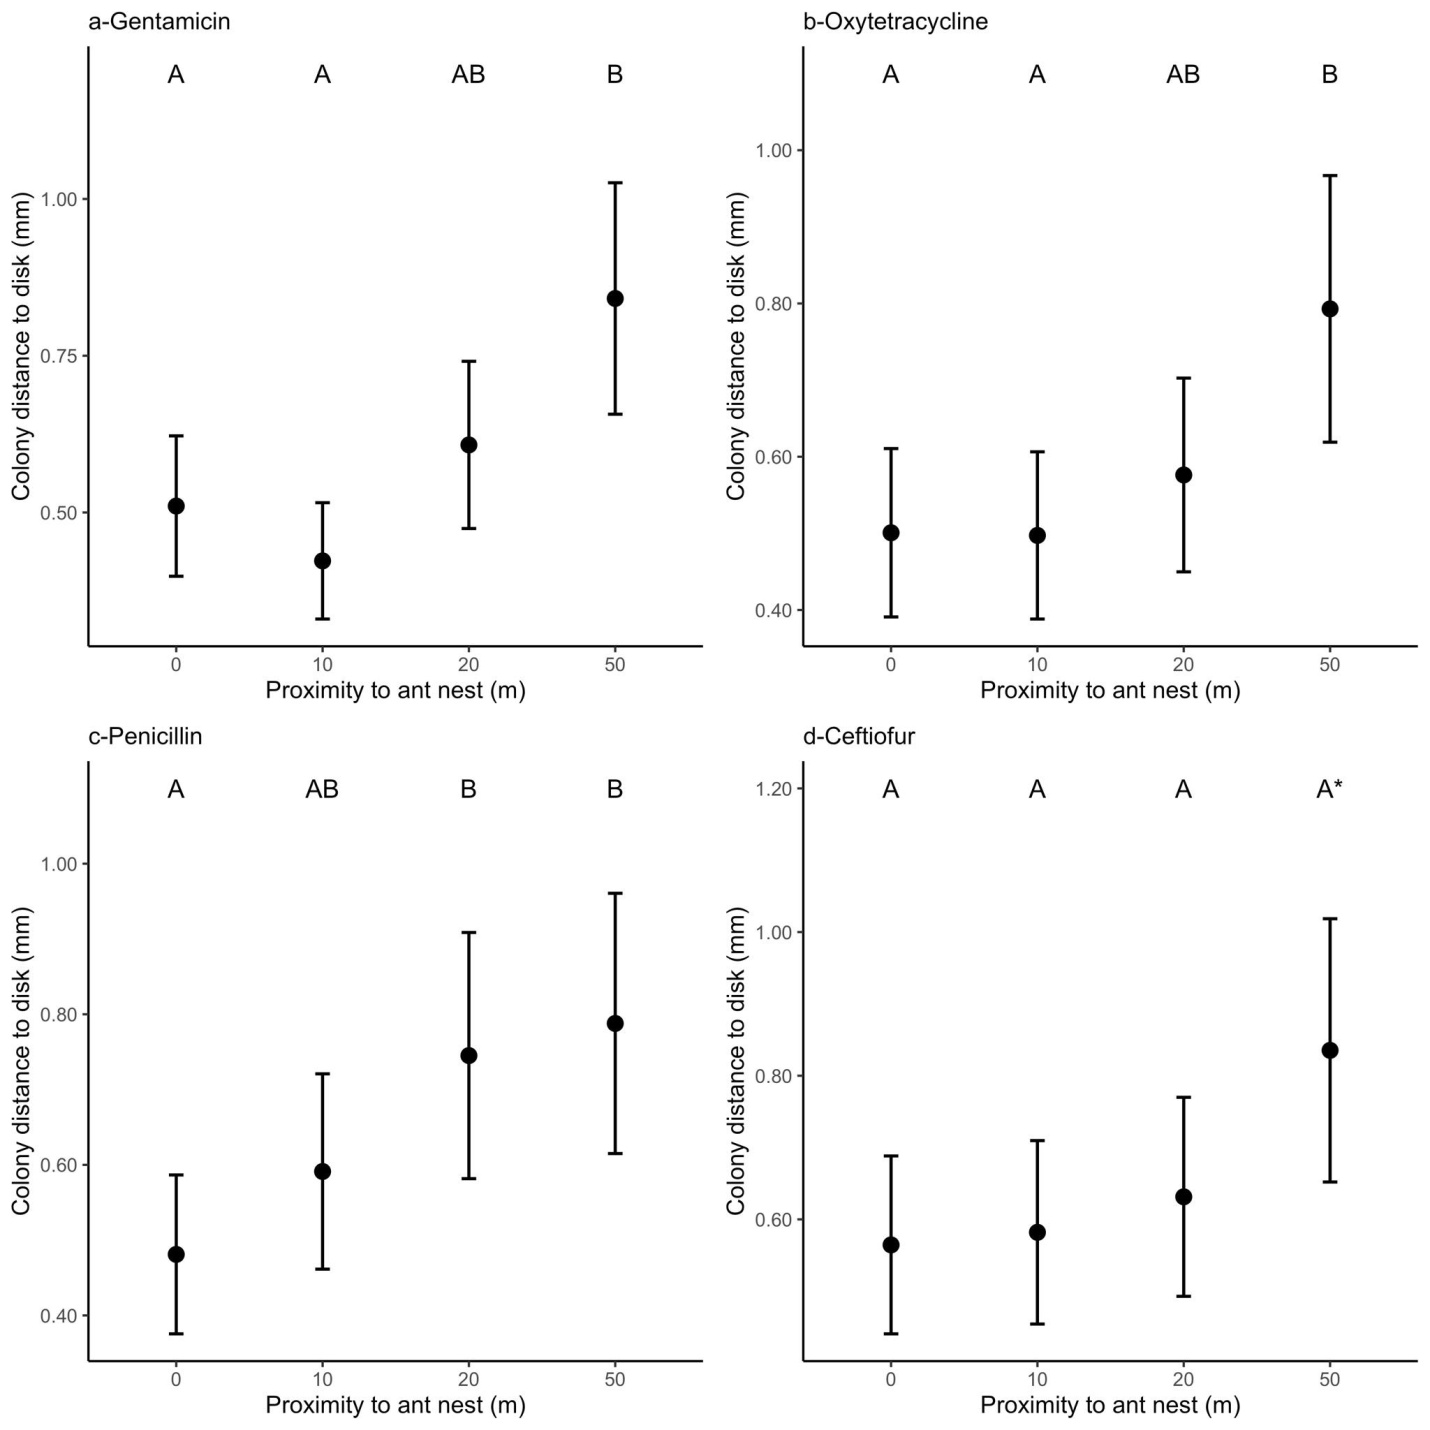 a-Gentamicin
A A AB B
1.00
0.75
0.50
Colony distance to disk (mm)
0 10 20 50
Proximity to ant nest (m)
b-Oxytetracycline
A A AB B
1.00
0.80
0.60
0.40
Colony distance to disk (mm)
0 10 20 50
Proximity to ant nest (m)
c-Penicillin
A AB B B
1.00
0.80
0.60
0.40
Colony distance to disk (mm)
0 10 20 50
Proximity to ant nest (m)
d-Ceftiofur
A A A A*
1.20
1.00
0.80
0.60
Colony distance to disk (mm)
0 10 20 50
Proximity to ant nest (m)